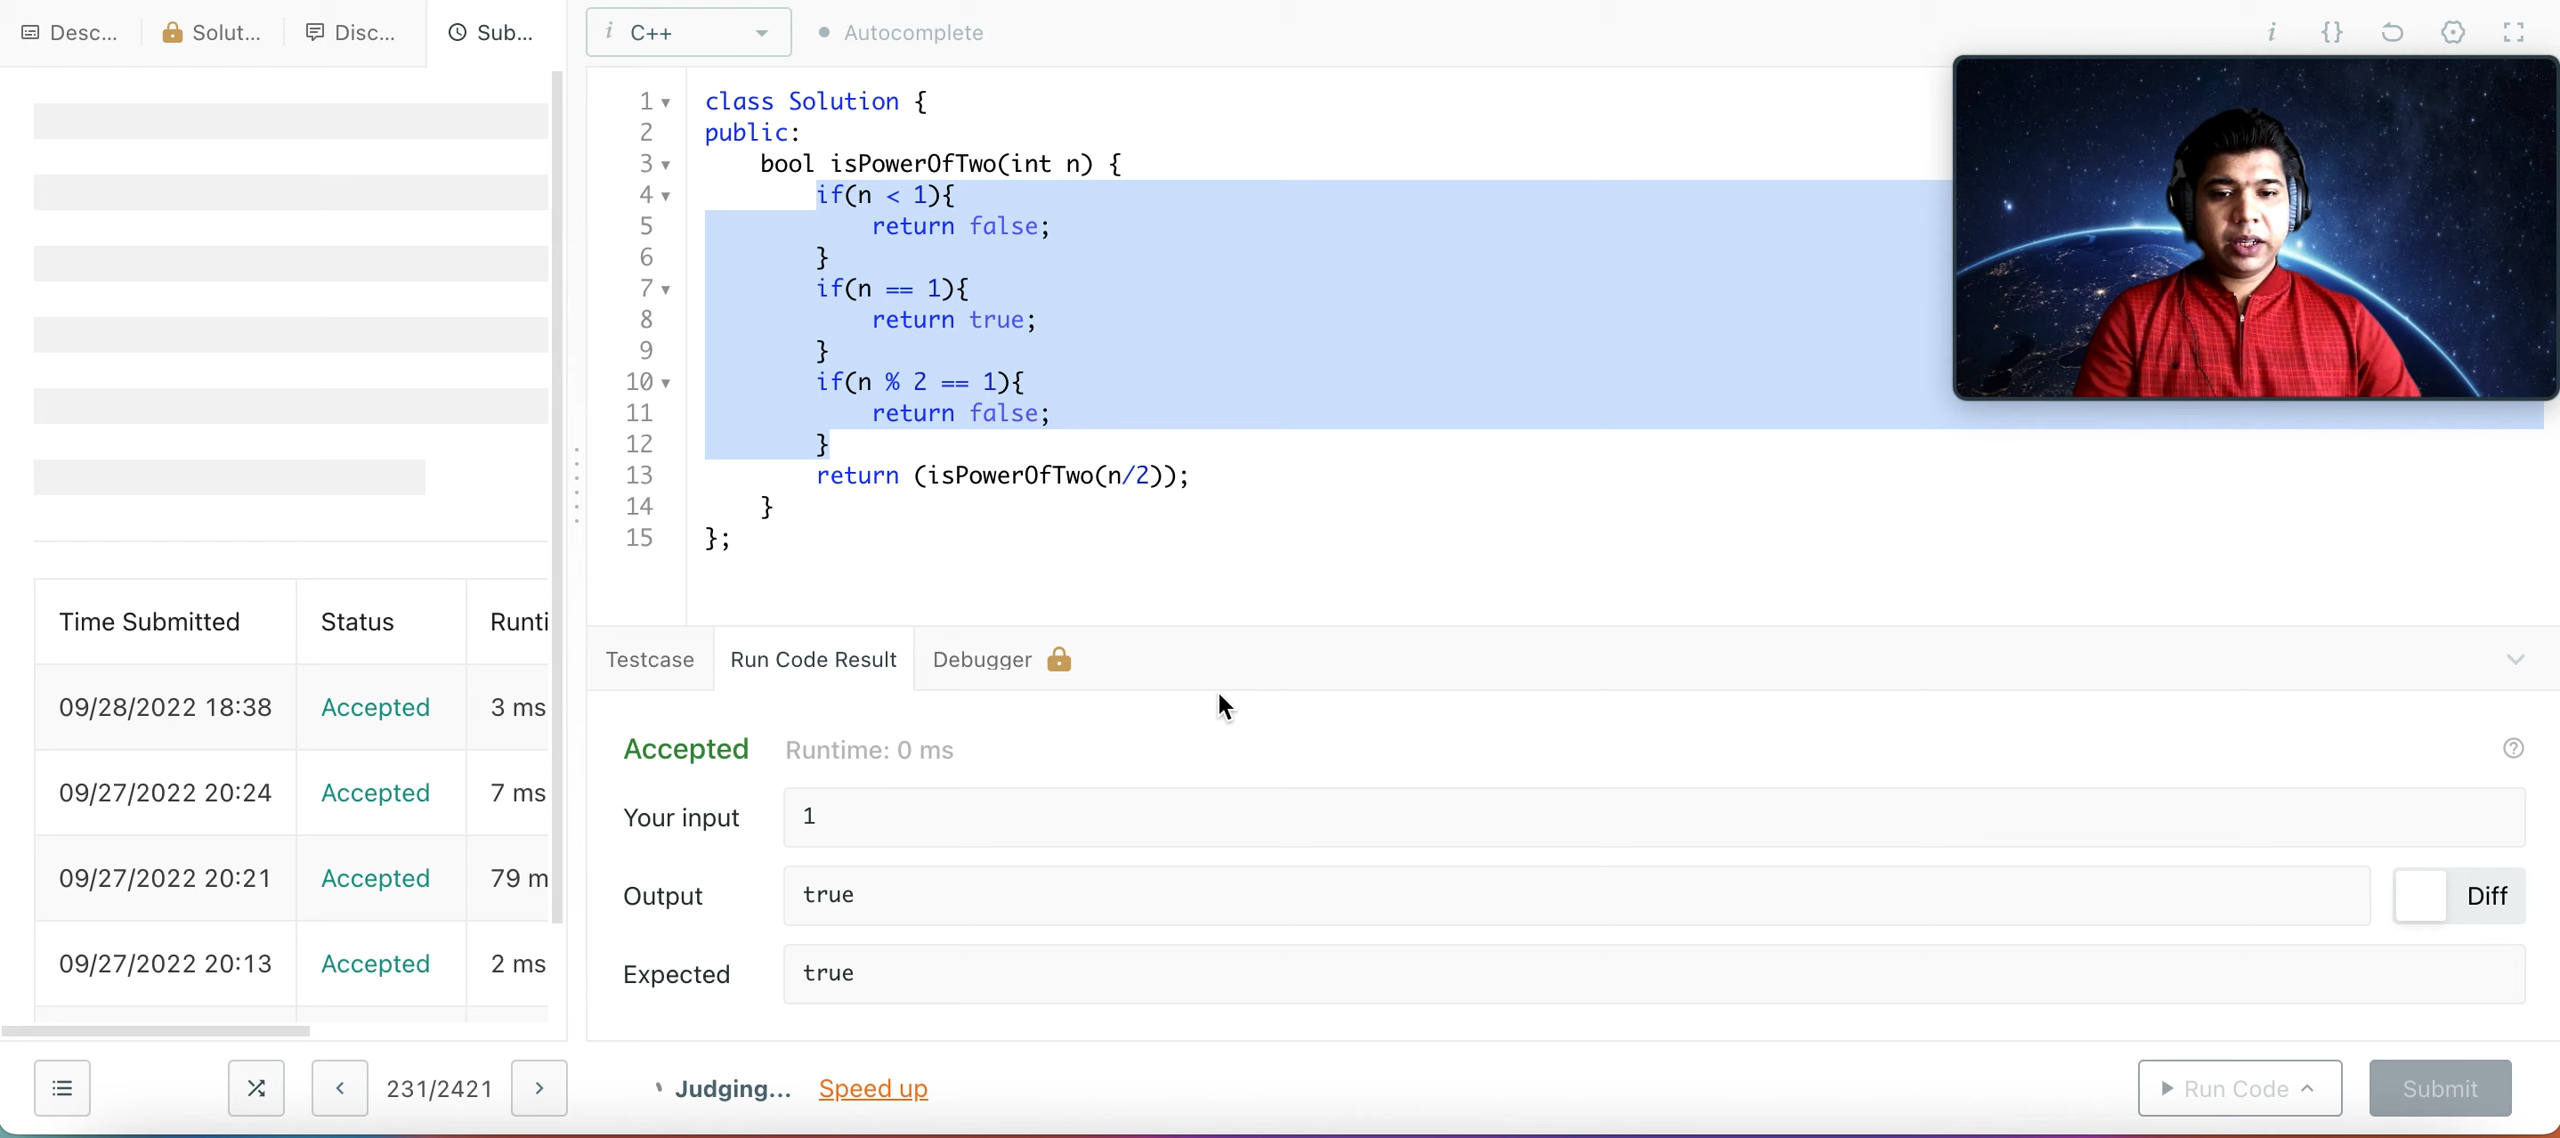 Desc...
Solut...
Disc...
Sub...
i C++
Autocomplete
i {}
1 class Solution {
2 public:
3     bool isPowerOfTwo(int n) {
4         if(n < 1){
5             return false;
6         }
7         if(n == 1){
8             return true;
9         }
10         if(n % 2 == 1){
11             return false;
12         }
13         return (isPowerOfTwo(n/2));
14     }
15 };
Time Submitted Status Runti
09/28/2022 18:38 Accepted 3 ms
09/27/2022 20:24 Accepted 7 ms
09/27/2022 20:21 Accepted 79 m
09/27/2022 20:13 Accepted 2 ms
Testcase Run Code Result Debugger
Accepted Runtime: 0 ms
Your input 1
Output true Diff
Expected true
231/2421
Judging... Speed up
Run Code Submit